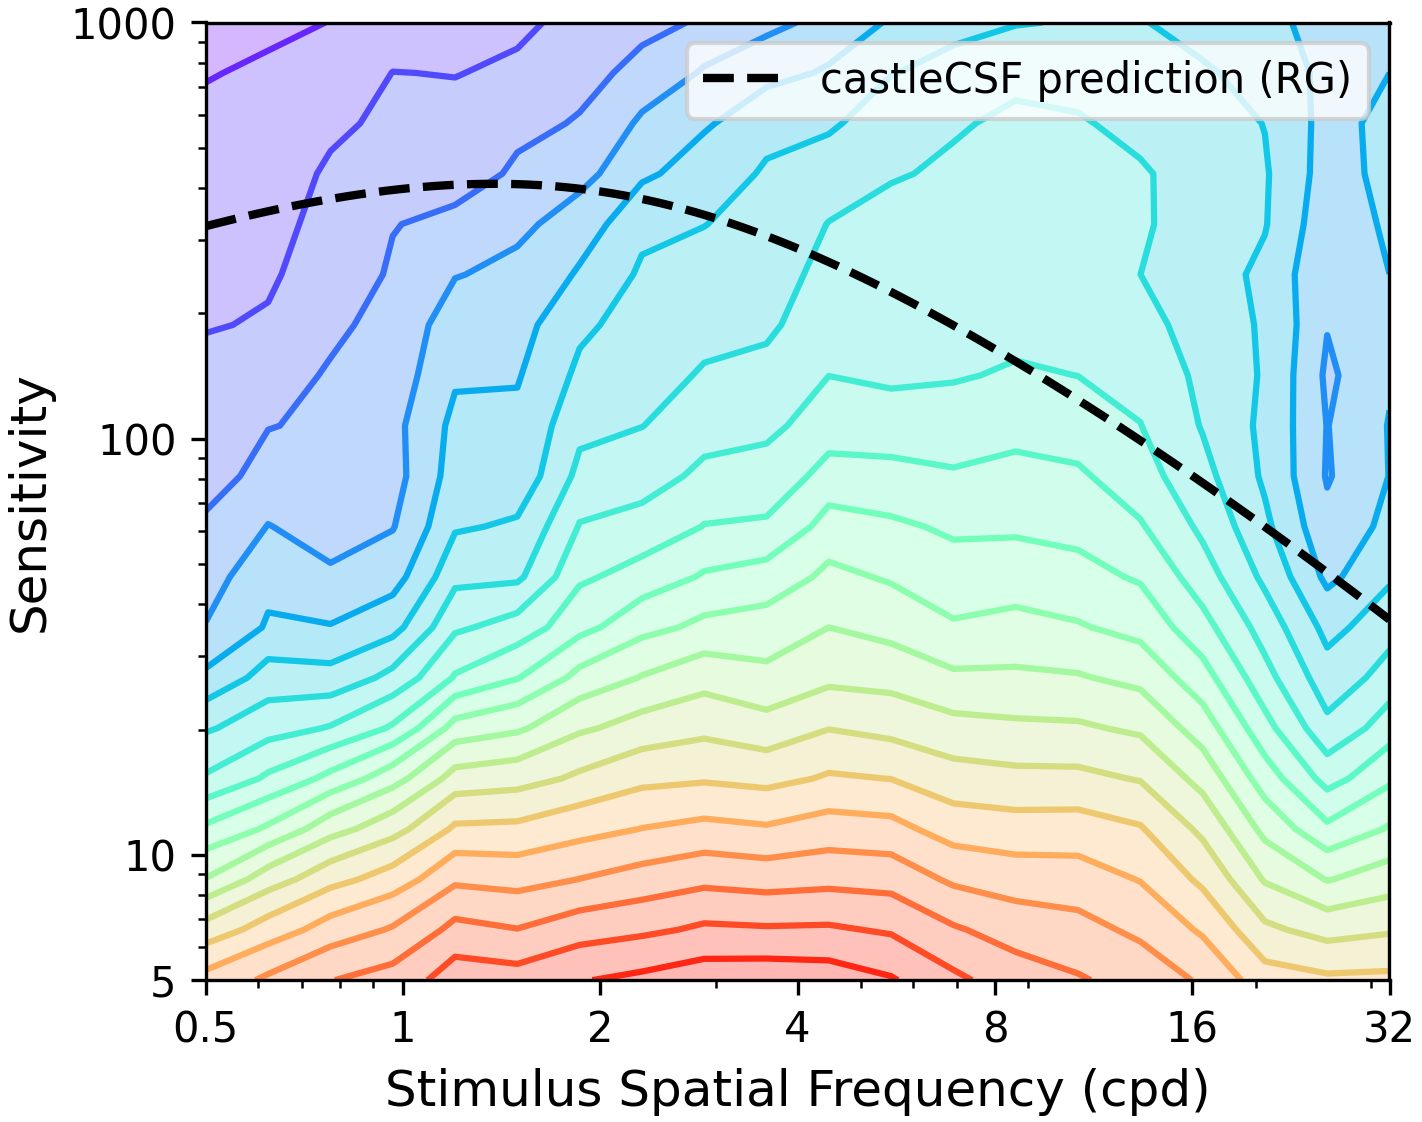 1000
castleCSF prediction (RG)
Sensitivity
100
10
5
0.5 1 2 4 8 16 32
Stimulus Spatial Frequency (cpd)